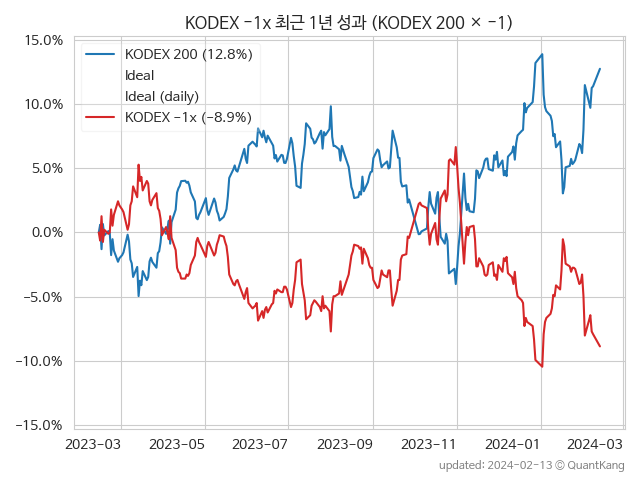 KODEX -1x 최근 1년 성과 (KODEX 200 × -1)
15.0%
10.0%
5.0%
0.0%
-5.0%
-10.0%
-15.0%
KODEX 200 (12.8%)
Ideal
Ideal (daily)
KODEX -1x (-8.9%)
2023-03 2023-05 2023-07 2023-09 2023-11 2024-01 2024-03
updated: 2024-02-13 © QuantKang